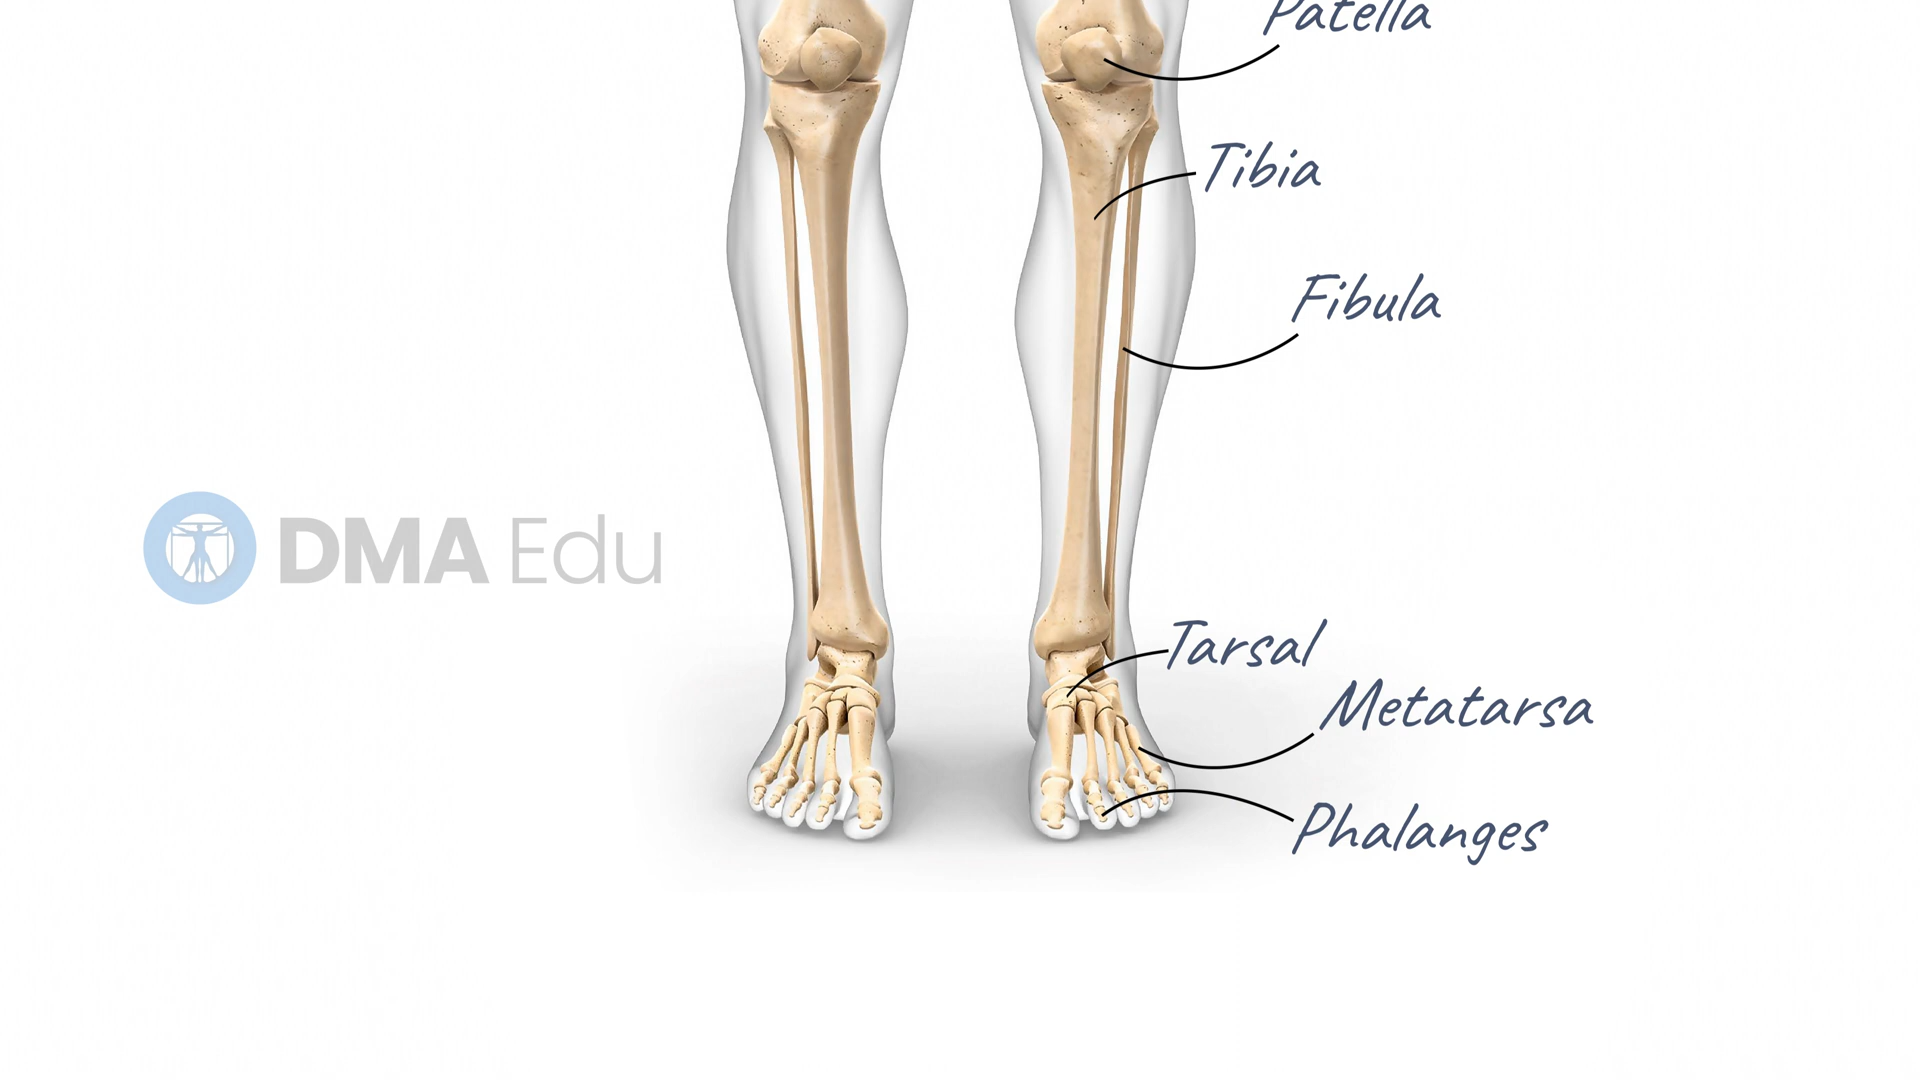 Patella
Tibia
Fibula
DMA Edu
Tarsal
Metatarsa
Phalanges